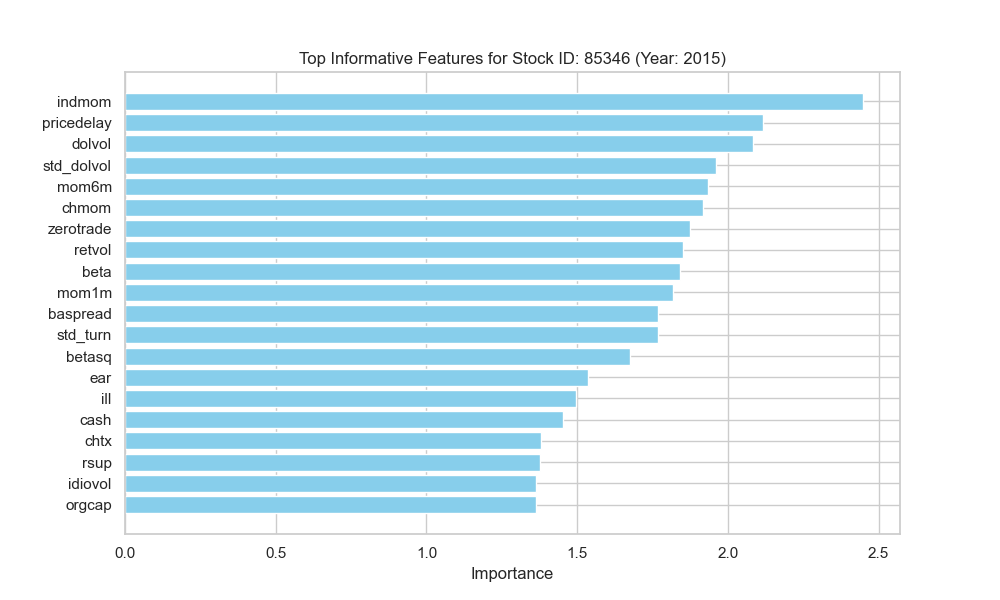 Top Informative Features for Stock ID: 85346 (Year: 2015)
indmom
pricedelay
dolvol
std_dolvol
mom6m
chmom
zerotrade
retvol
beta
mom1m
baspread
std_turn
betasq
ear
ill
cash
chtx
rsup
idiovol
orgcap
0.0 0.5 1.0 1.5 2.0 2.5
Importance